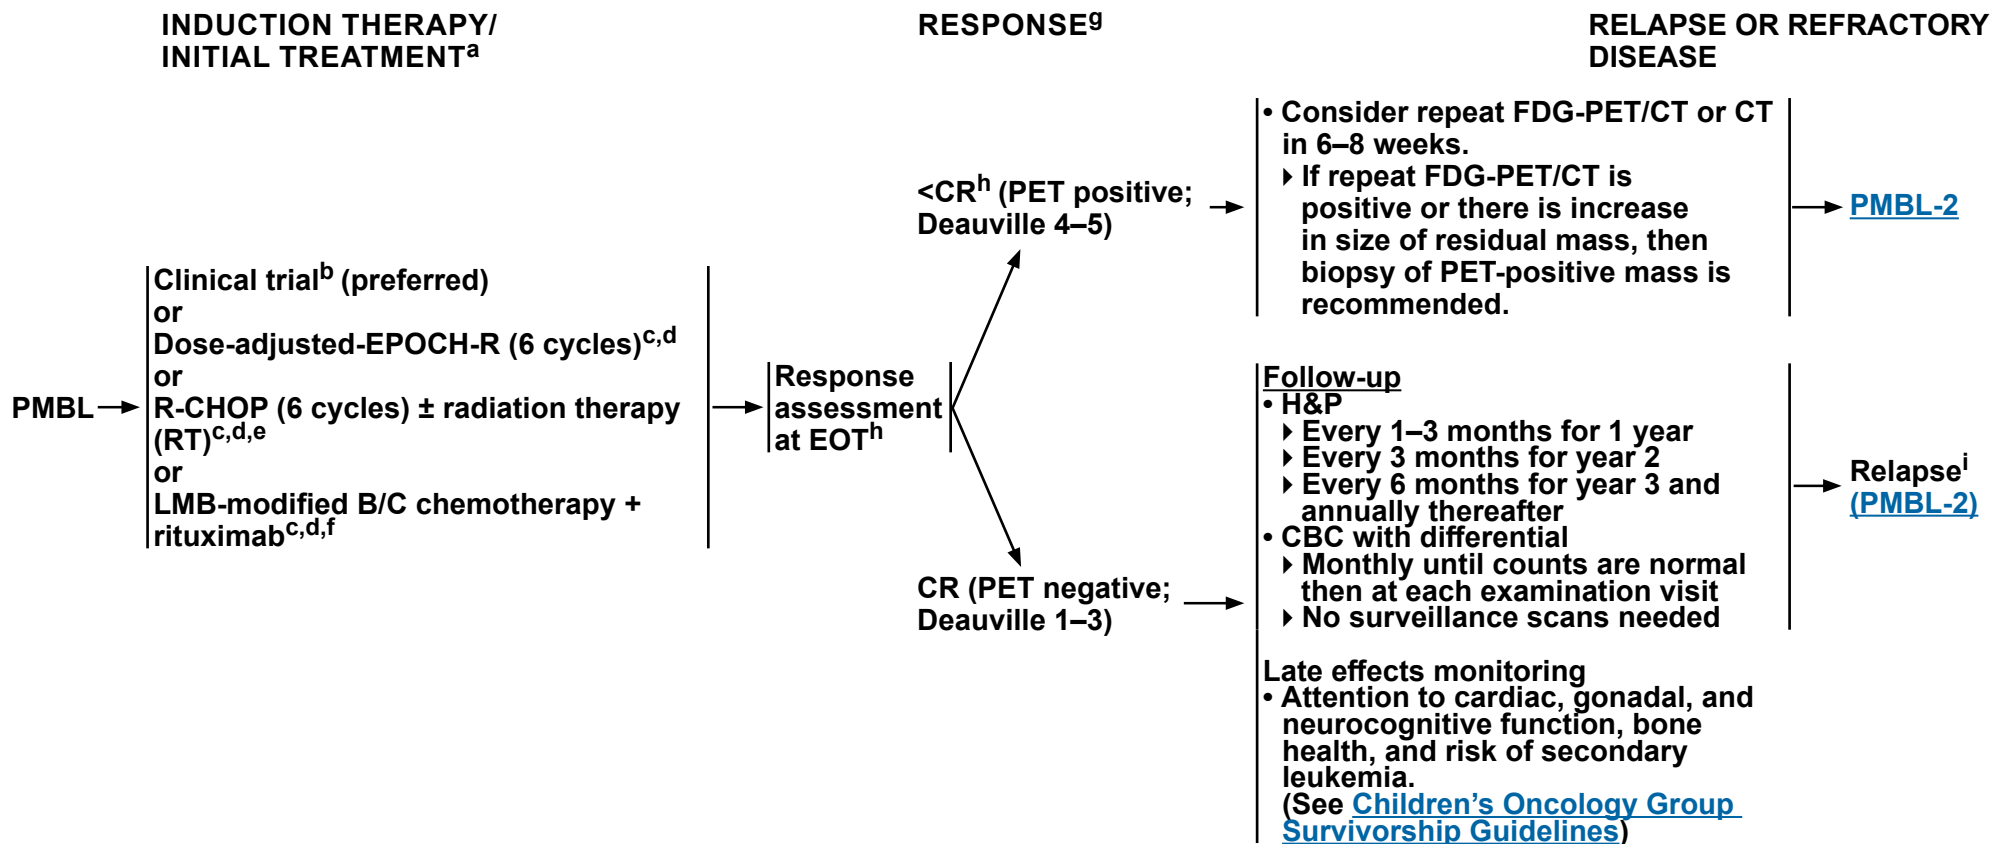 INDUCTION THERAPY/
INITIAL TREATMENTa
RESPONSEg
RELAPSE OR REFRACTORY
DISEASE
PMBL
Clinical trialb (preferred)
or
Dose-adjusted-EPOCH-R (6 cycles)c,d
or
R-CHOP (6 cycles) ± radiation therapy
(RT)c,d,e
or
LMB-modified B/C chemotherapy +
rituximabc,d,f
Response
assessment
at EOTh
<CRh (PET positive;
Deauville 4–5)
• Consider repeat FDG-PET/CT or CT
in 6–8 weeks.
▸ If repeat FDG-PET/CT is
positive or there is increase
in size of residual mass, then
biopsy of PET-positive mass is
recommended.
PMBL-2
CR (PET negative;
Deauville 1–3)
Follow-up
• H&P
▸ Every 1–3 months for 1 year
▸ Every 3 months for year 2
▸ Every 6 months for year 3 and
annually thereafter
• CBC with differential
▸ Monthly until counts are normal
then at each examination visit
▸ No surveillance scans needed
Relapsei
(PMBL-2)
Late effects monitoring
• Attention to cardiac, gonadal, and
neurocognitive function, bone
health, and risk of secondary
leukemia.
(See Children’s Oncology Group
Survivorship Guidelines)